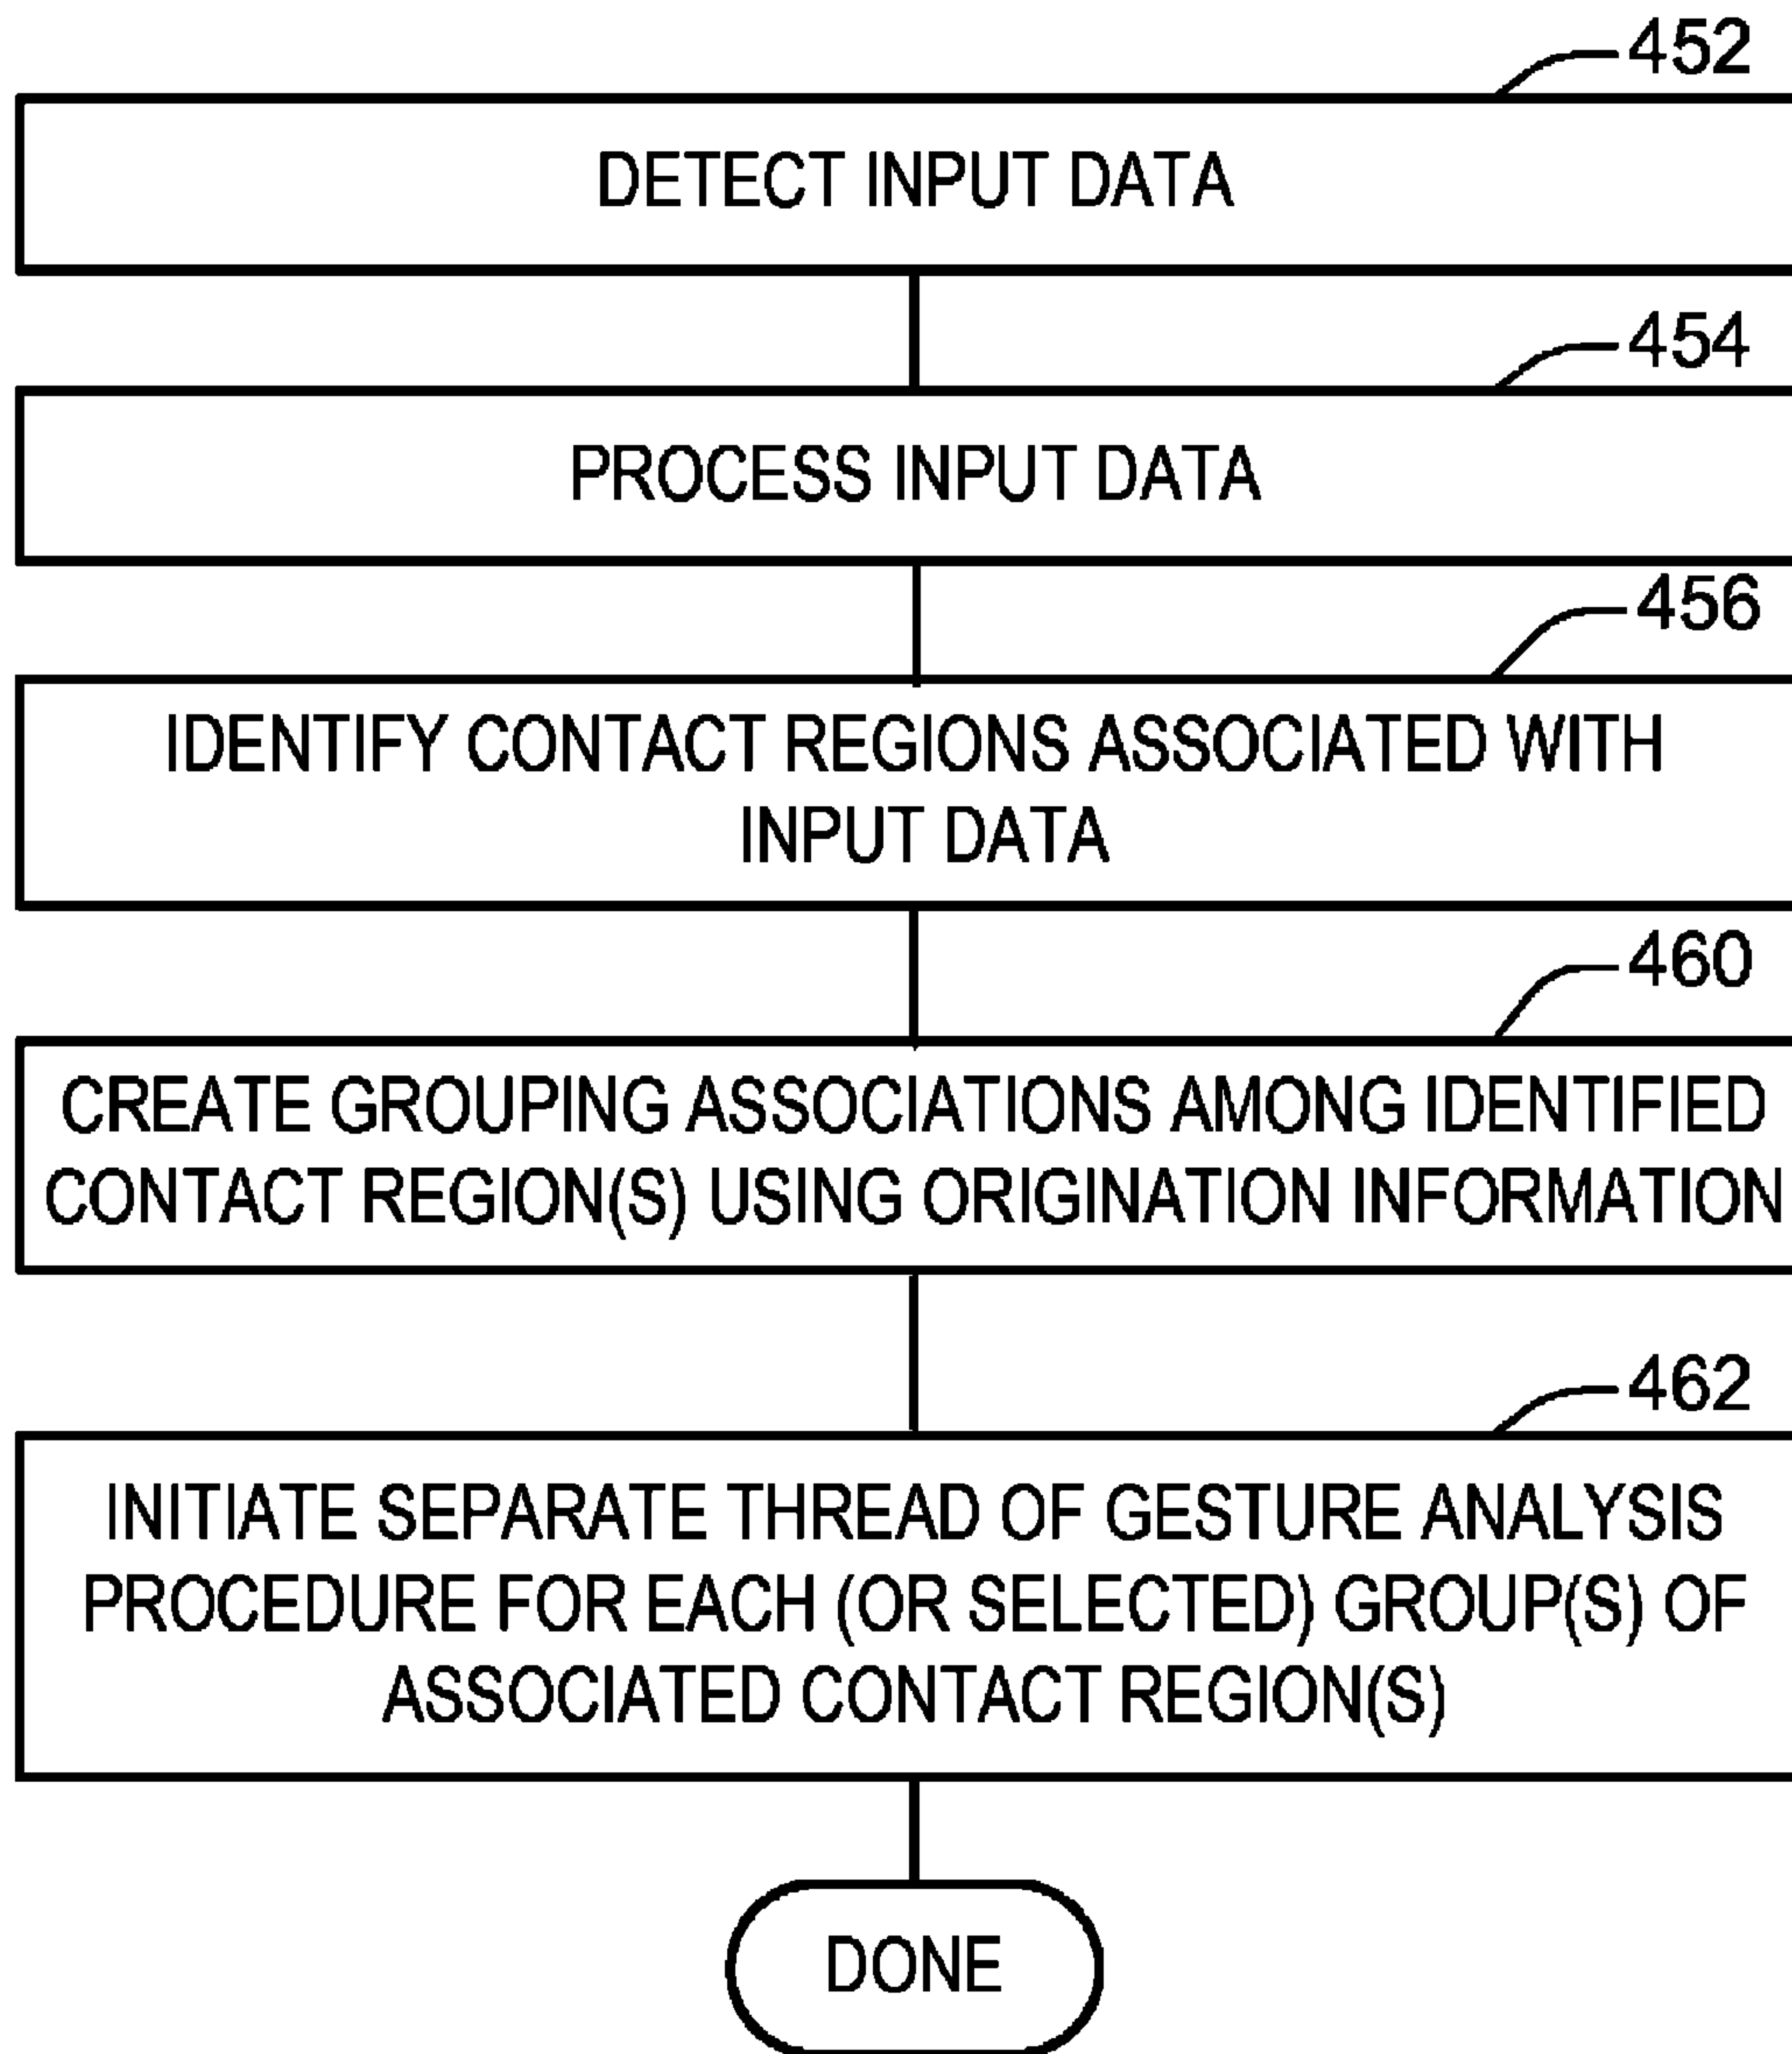 452
DETECT INPUT DATA
454
PROCESS INPUT DATA
456
IDENTIFY CONTACT REGIONS ASSOCIATED WITH
INPUT DATA
460
CREATE GROUPING ASSOCIATIONS AMONG IDENTIFIED
CONTACT REGION(S) USING ORIGINATION INFORMATION
462
INITIATE SEPARATE THREAD OF GESTURE ANALYSIS
PROCEDURE FOR EACH (OR SELECTED) GROUP(S) OF
ASSOCIATED CONTACT REGION(S)
DONE